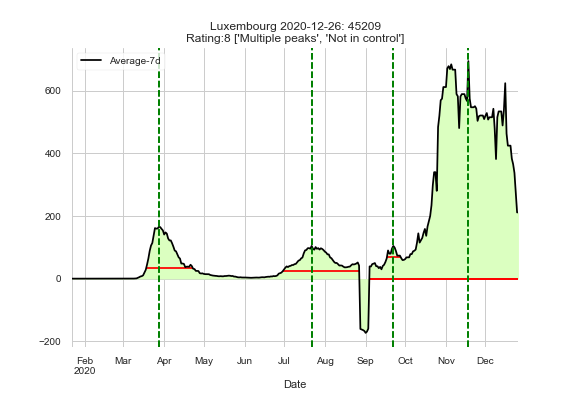 Luxembourg 2020-12-26: 45209
Rating:8 ['Multiple peaks', 'Not in control']
Average-7d
600
400
200
0
−200
Feb Mar Apr May Jun Jul Aug Sep Oct Nov Dec
2020
Date